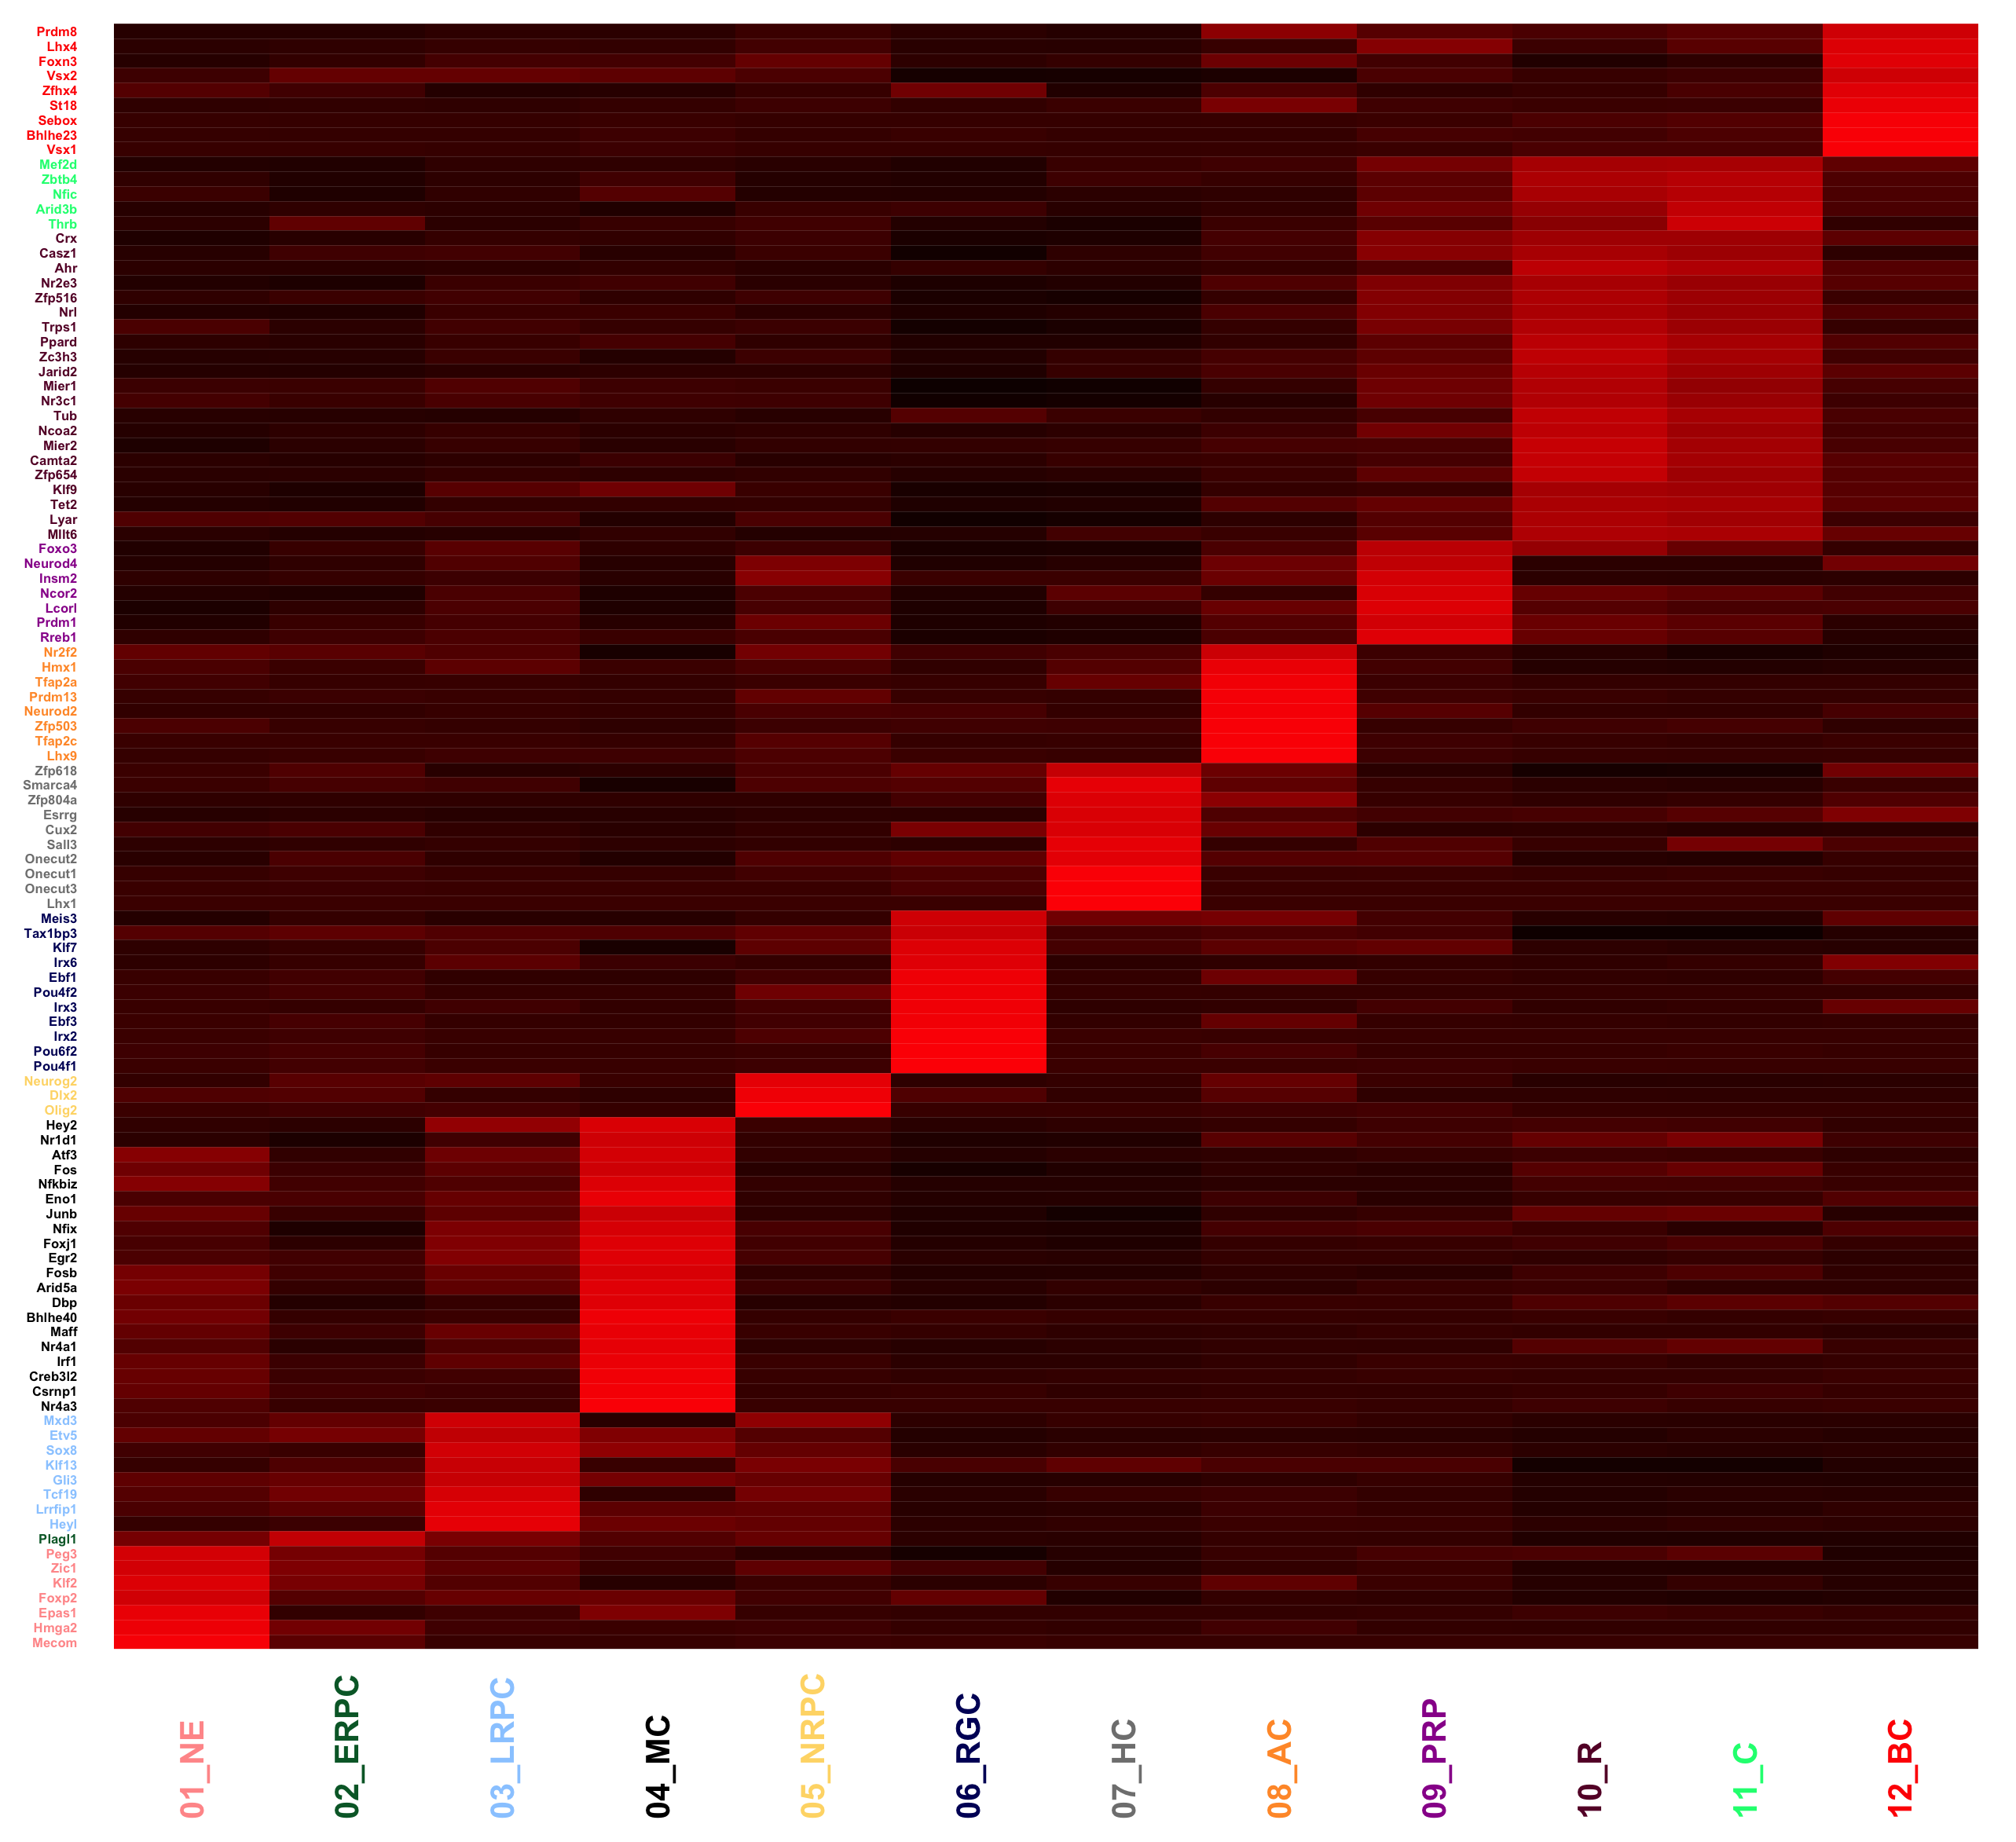 Prdm8
Lhx4
Foxn3
Vsx2
Zfhx4
St18
Sebox
Bhlhe23
Vsx1
Mef2d
Zbtb4
Nfic
Arid3b
Thrb
Crx
Casz1
Ahr
Nr2e3
Zfp516
Nrl
Trps1
Ppard
Zc3h3
Jarid2
Mier1
Nr3c1
Tub
Ncoa2
Mier2
Camta2
Zfp654
Klf9
Tet2
Lyar
Mllt6
Foxo3
Neurod4
Insm2
Ncor2
Lcorl
Prdm1
Rreb1
Nr2f2
Hmx1
Tfap2a
Prdm13
Neurod2
Zfp503
Tfap2c
Lhx9
Zfp618
Smarca4
Zfp804a
Esrrg
Cux2
Sall3
Onecut2
Onecut1
Onecut3
Lhx1
Meis3
Tax1bp3
Klf7
Irx6
Ebf1
Pou4f2
Irx3
Ebf3
Irx2
Pou6f2
Pou4f1
Neurog2
Dlx2
Olig2
Hey2
Nr1d1
Atf3
Fos
Nfkbiz
Eno1
Junb
Nfix
Foxj1
Egr2
Fosb
Arid5a
Dbp
Bhlhe40
Maff
Nr4a1
Irf1
Creb3l2
Csrnp1
Nr4a3
Mxd3
Etv5
Sox8
Klf13
Gli3
Tcf19
Lrrfip1
Heyl
Plagl1
Peg3
Zic1
Klf2
Foxp2
Epas1
Hmga2
Mecom
01_NE
02_ERPC
03_LRPC
04_MC
05_NRPC
06_RGC
07_HC
08_AC
09_PRP
10_R
11_C
12_BC